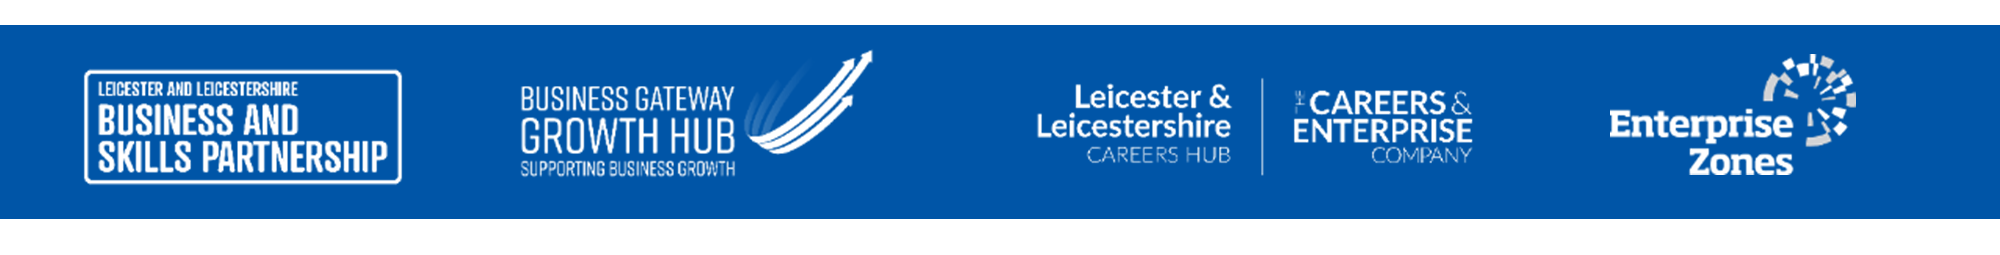 LEICESTER AND LEICESTERSHIRE
BUSINESS AND
SKILLS PARTNERSHIP
BUSINESS GATEWAY
GROWTH HUB
SUPPORTING BUSINESS GROWTH
Leicester &
Leicestershire
CAREERS HUB
THE CAREERS &
ENTERPRISE
COMPANY
Enterprise
Zones